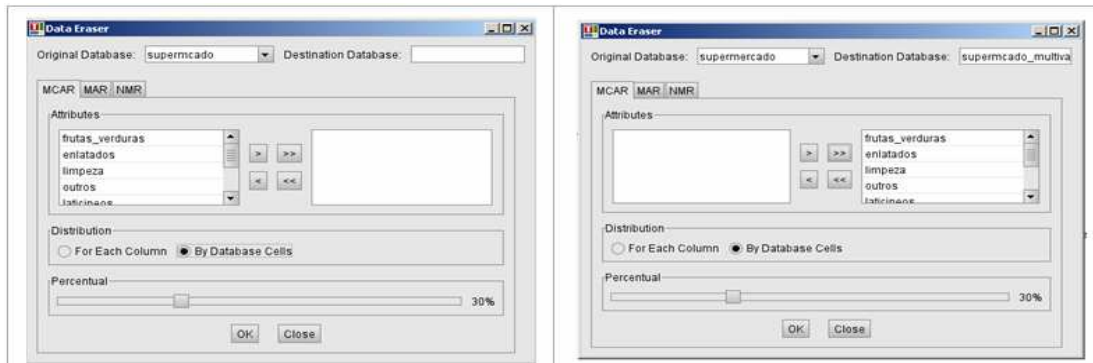 Data Eraser
Original Database: supermcado Destination Database:
MCAR MAR NMR
Attributes
frutas_verduras
enlatados
limpeza
outros
laticineos
> >>
< <<
Distribution
For Each Column By Database Cells
Percentual
30%
OK Close
Data Eraser
Original Database: supermercado Destination Database: supermcado_multiva
MCAR MAR NMR
Attributes
> >>
< <<
frutas_verduras
enlatados
limpeza
outros
laticineos
Distribution
For Each Column By Database Cells
Percentual
30%
OK Close